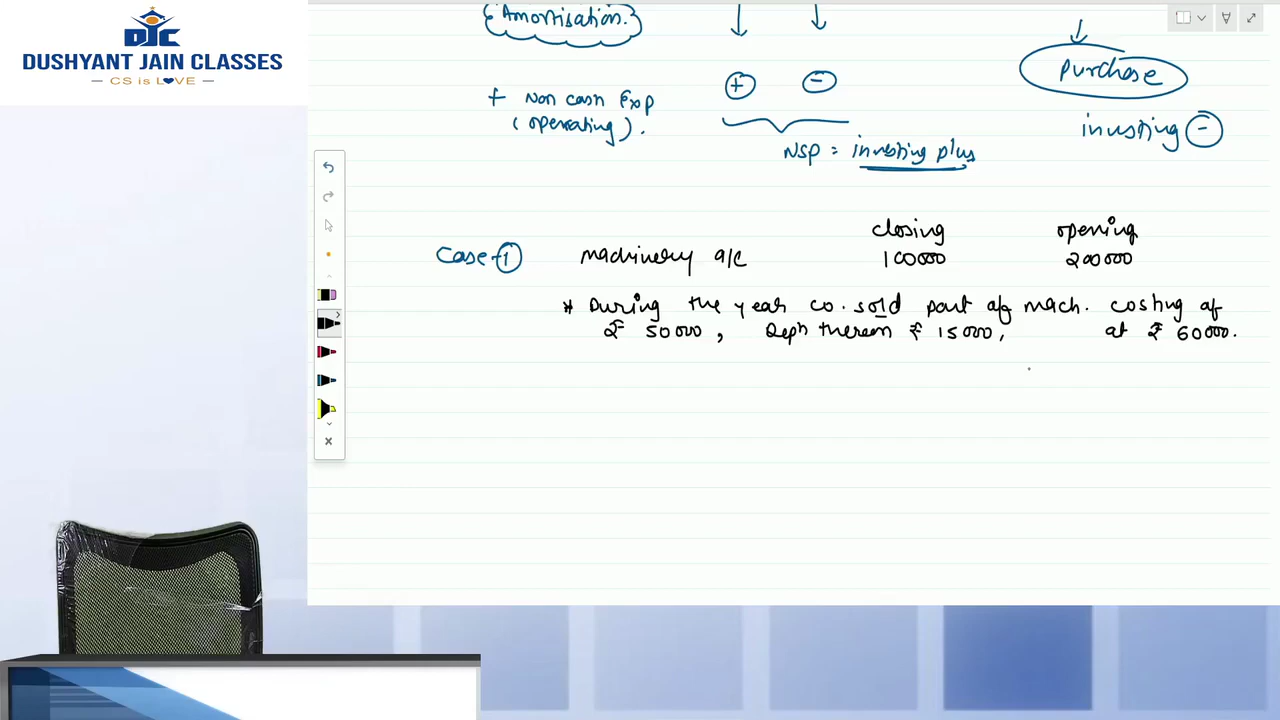 DJC
DUSHYANT JAIN CLASSES
CS is LOVE
Amortisation.
+ Non cash Exp
(operating).
+ -
NSP = investing plus
purchase
investing -
closing opening
Case-1 machinery a/c 100000 200000
* During the year co. sold part of mach. costing of
₹ 50000, Depn thereon ₹ 15000, at ₹ 60000.